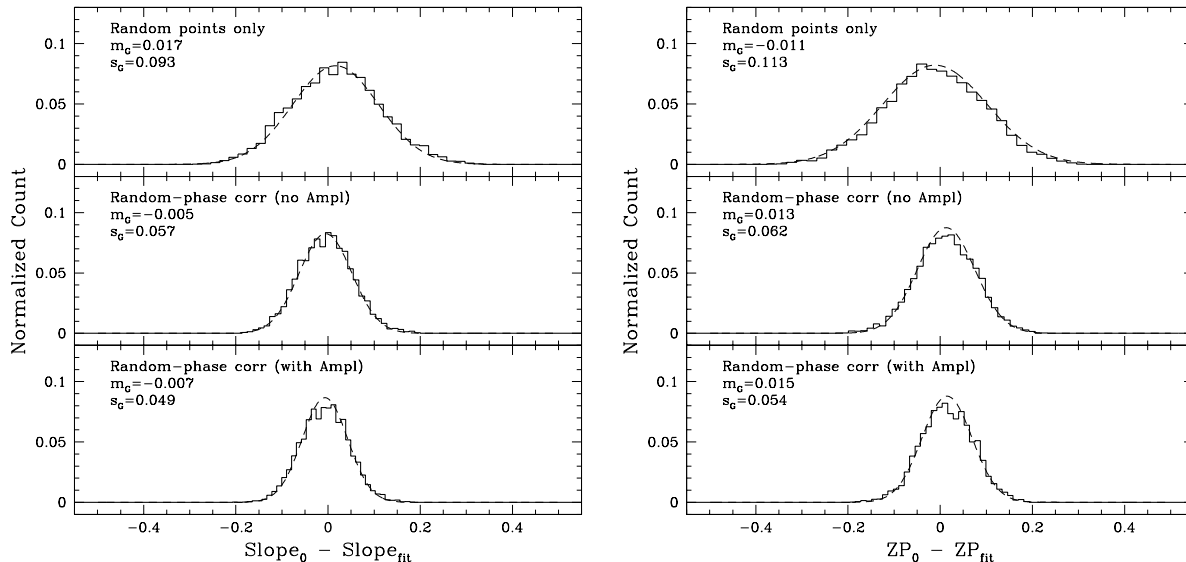 Random points only
m_G=0.017
s_G=0.093
0.1
0.05
0
Random-phase corr (no Ampl)
m_G=−0.005
s_G=0.057
0.1
0.05
0
Random-phase corr (with Ampl)
m_G=−0.007
s_G=0.049
0.1
0.05
0
Normalized Count
−0.4 −0.2 0 0.2 0.4
Slope_0 − Slope_fit
Random points only
m_G=−0.011
s_G=0.113
0.1
0.05
0
Random-phase corr (no Ampl)
m_G=0.013
s_G=0.062
0.1
0.05
0
Random-phase corr (with Ampl)
m_G=0.015
s_G=0.054
0.1
0.05
0
Normalized Count
−0.4 −0.2 0 0.2 0.4
ZP_0 − ZP_fit